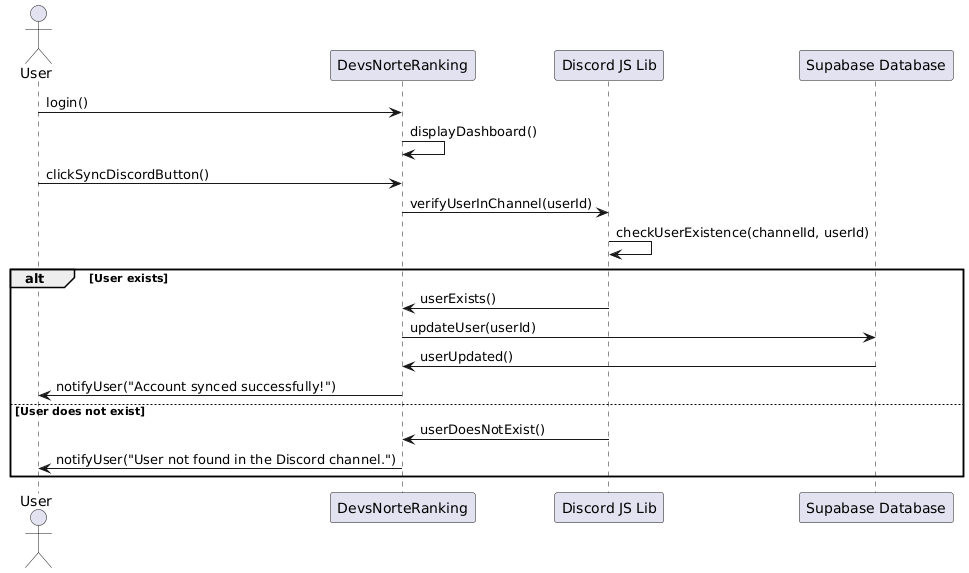 User
DevsNorteRanking
Discord JS Lib
Supabase Database
login()
displayDashboard()
clickSyncDiscordButton()
verifyUserInChannel(userId)
checkUserExistence(channelId, userId)
alt
[User exists]
userExists()
updateUser(userId)
userUpdated()
notifyUser("Account synced successfully!")
[User does not exist]
userDoesNotExist()
notifyUser("User not found in the Discord channel.")
User
DevsNorteRanking
Discord JS Lib
Supabase Database